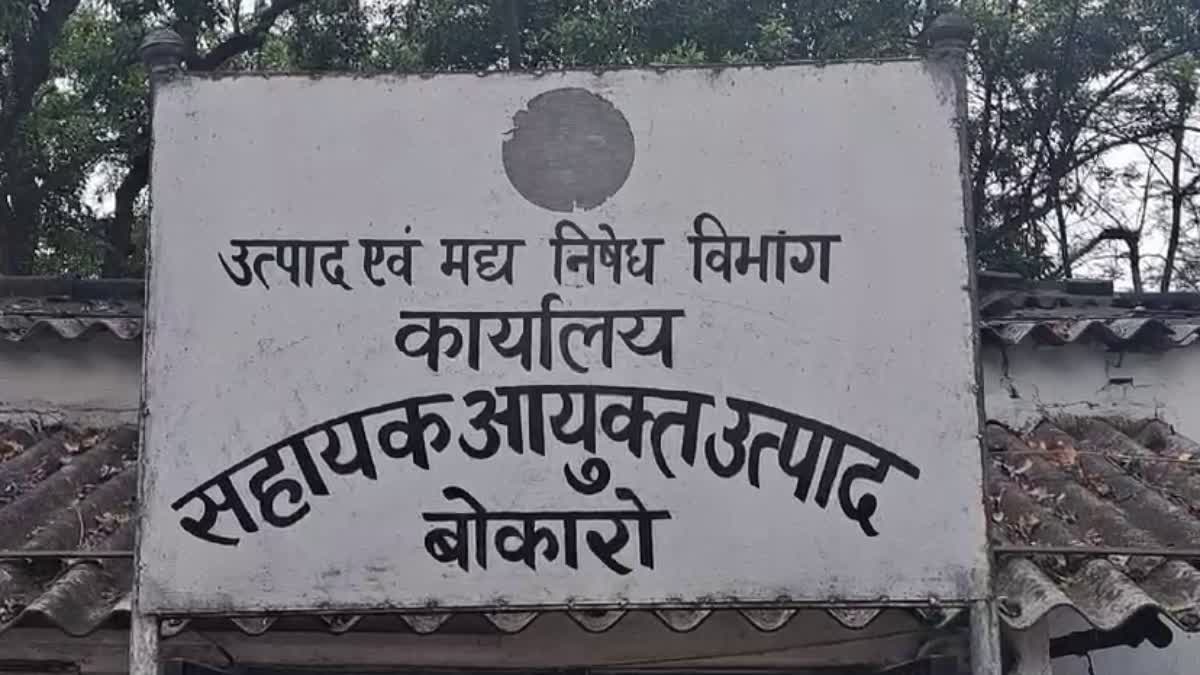 उत्पाद एवं मद्य निषेध विभांग
कार्यालय
सहायक आयुक्त उत्पाद
बोकारो